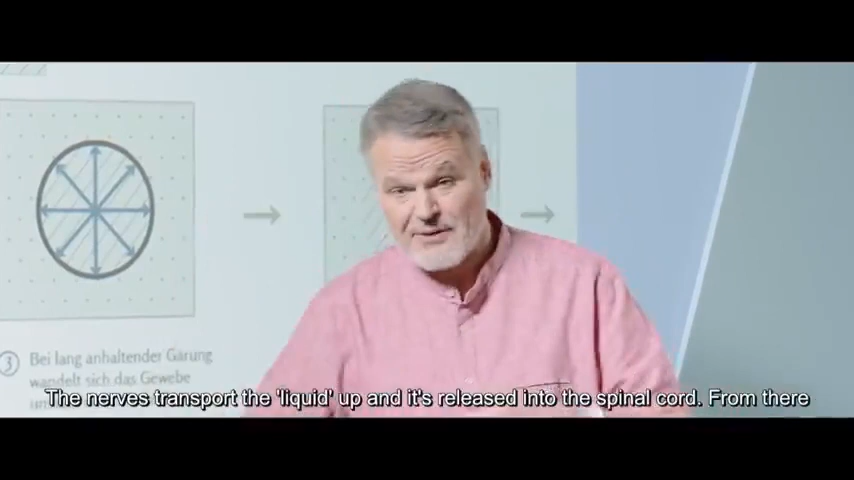 3
Bei lang anhaltender Gärung
wandelt sich das Gewebe
The nerves transport the 'liquid' up and it's released into the spinal cord. From there